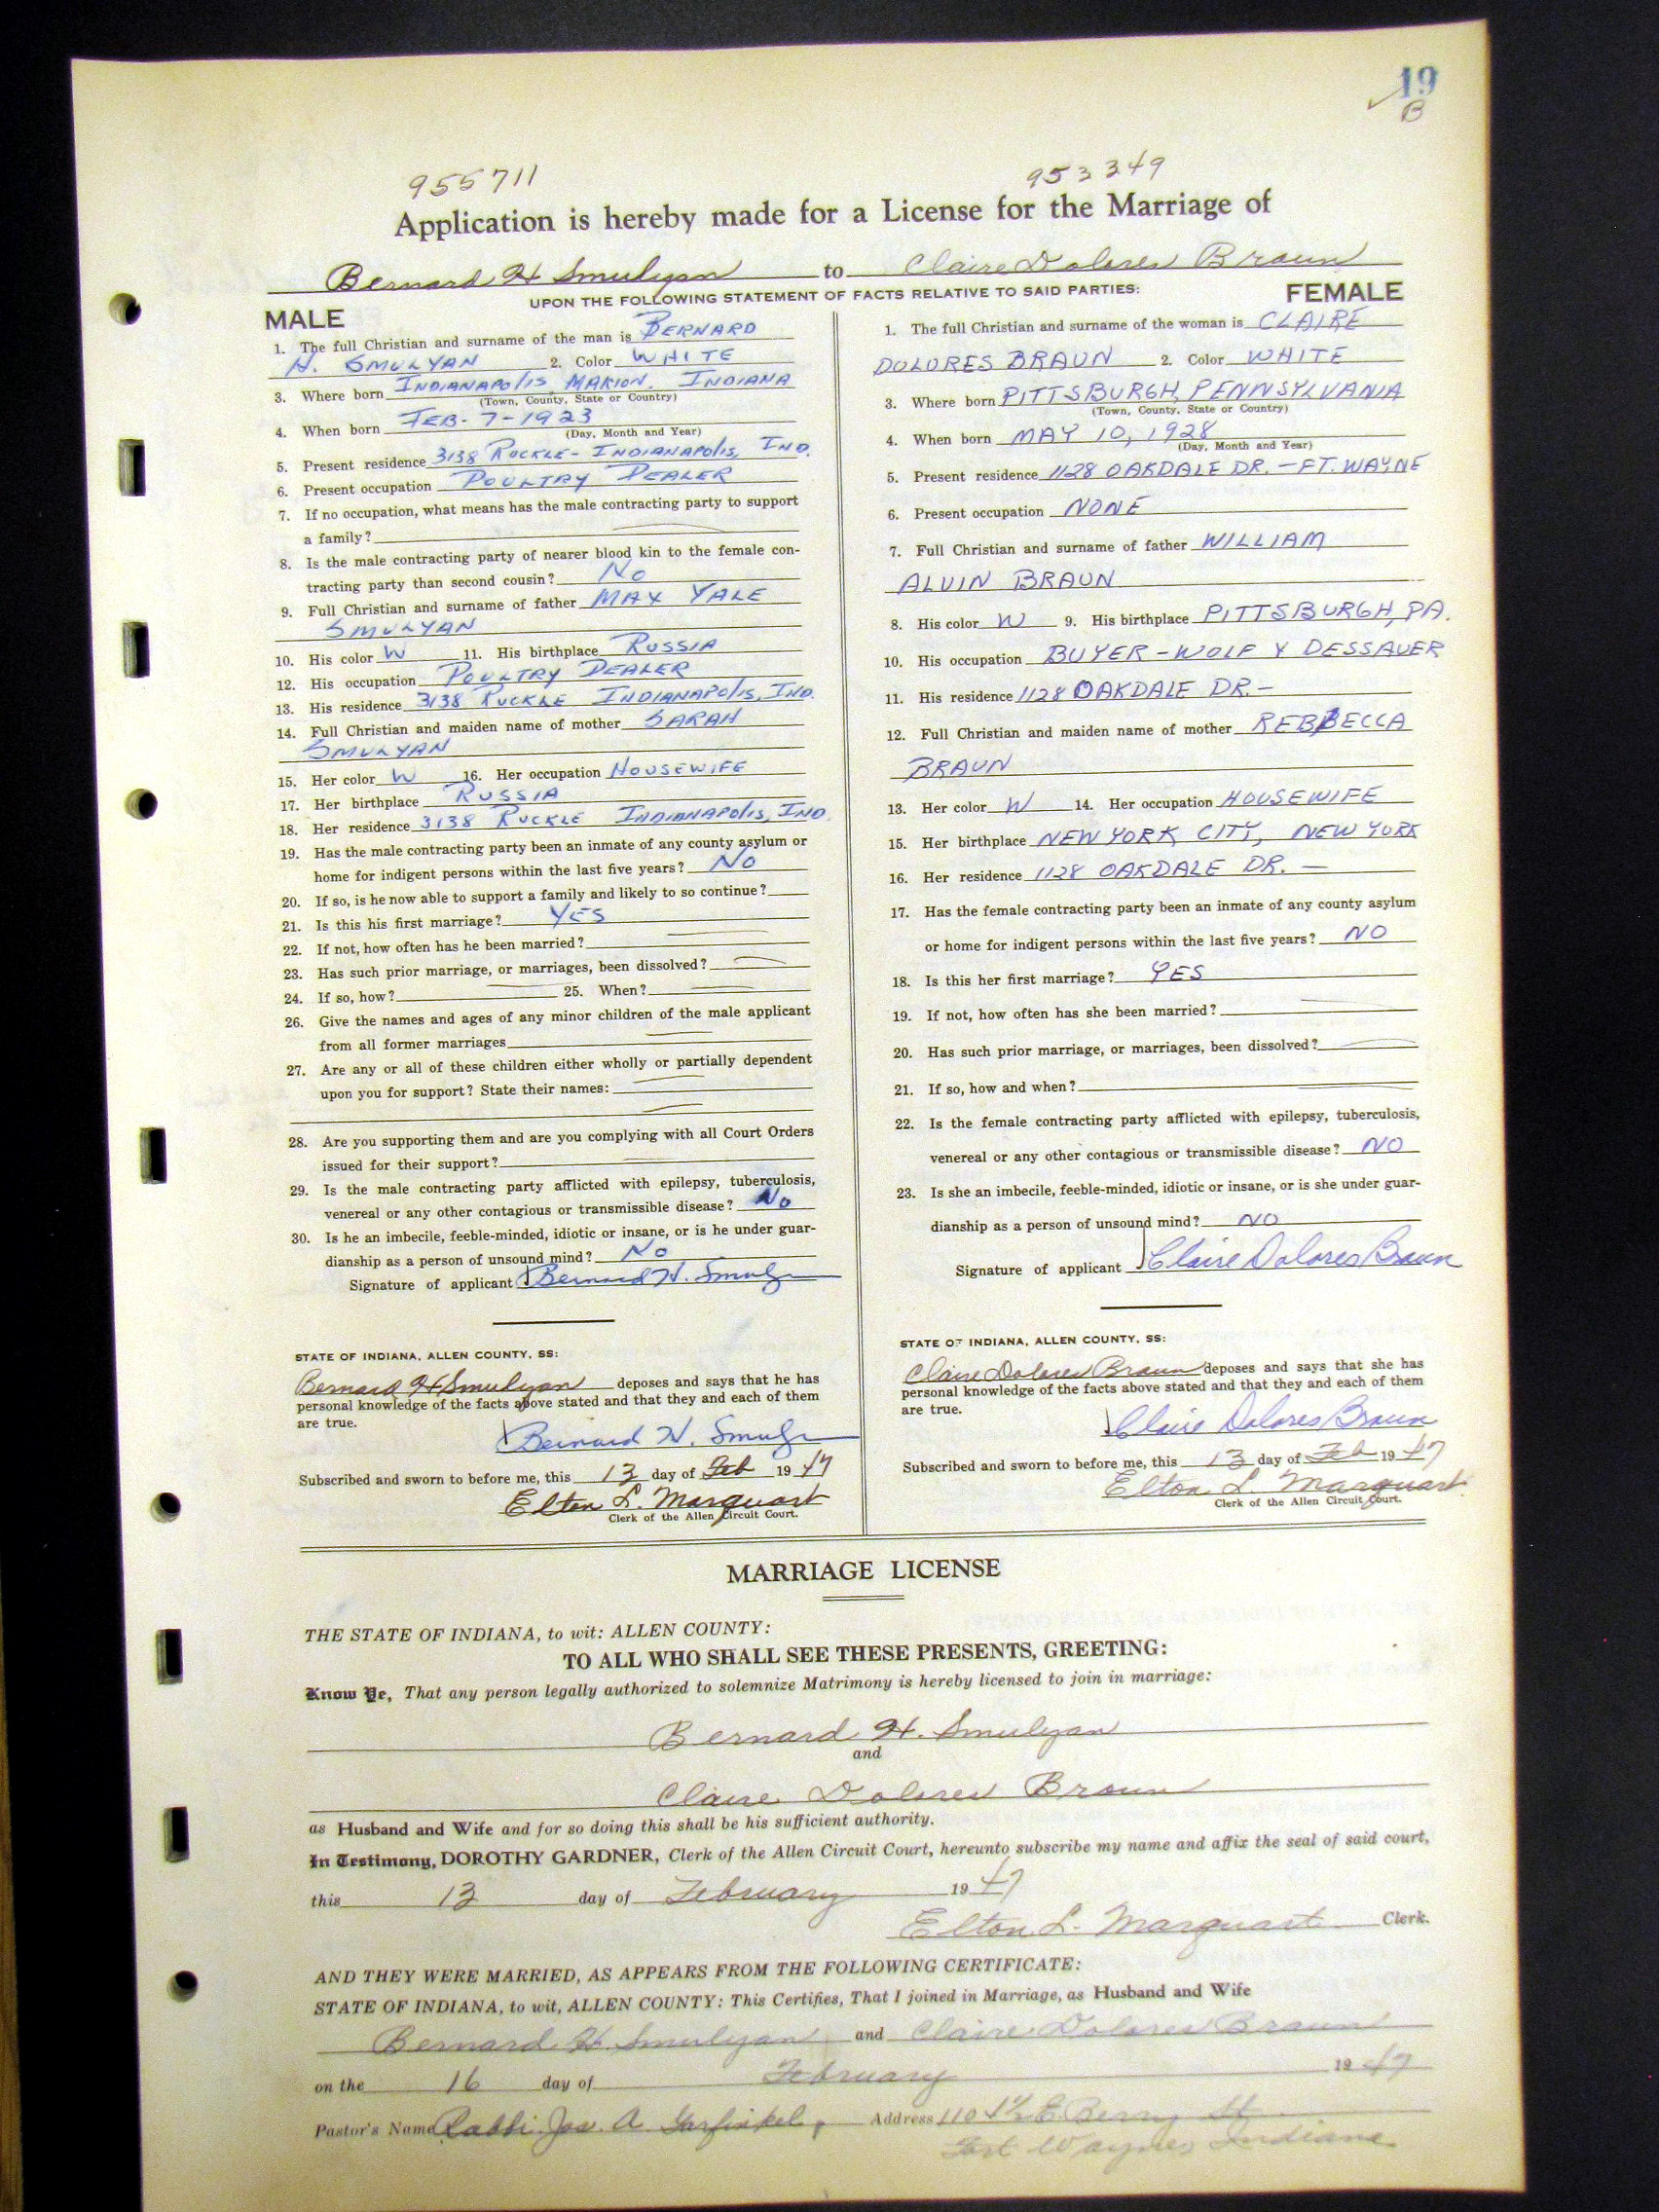 19
B
955711
953349
Application is hereby made for a License for the Marriage of
Bernard H Smulyan to Claire Dolores Braun
UPON THE FOLLOWING STATEMENT OF FACTS RELATIVE TO SAID PARTIES:
MALE
1. The full Christian and surname of the man is BERNARD
H. SMULYAN 2. Color WHITE
3. Where born INDIANAPOLIS, MARION, INDIANA
(Town, County, State or Country)
4. When born FEB. 7-1923
(Day, Month and Year)
5. Present residence 3138 RUCKLE- INDIANAPOLIS, IND.
6. Present occupation POULTRY DEALER
7. If no occupation, what means has the male contracting party to support
a family?
8. Is the male contracting party of nearer blood kin to the female con-
tracting party than second cousin? NO
9. Full Christian and surname of father MAX YALE
SMULYAN
10. His color W 11. His birthplace RUSSIA
12. His occupation POULTRY DEALER
13. His residence 3138 RUCKLE INDIANAPOLIS, IND.
14. Full Christian and maiden name of mother SARAH
SMULYAN
15. Her color W 16. Her occupation HOUSEWIFE
17. Her birthplace RUSSIA
18. Her residence 3138 RUCKLE INDIANAPOLIS, IND.
19. Has the male contracting party been an inmate of any county asylum or
home for indigent persons within the last five years? NO
20. If so, is he now able to support a family and likely to so continue?
21. Is this his first marriage? YES
22. If not, how often has he been married?
23. Has such prior marriage, or marriages, been dissolved?
24. If so, how? 25. When?
26. Give the names and ages of any minor children of the male applicant
from all former marriages
27. Are any or all of these children either wholly or partially dependent
upon you for support? State their names:
28. Are you supporting them and are you complying with all Court Orders
issued for their support?
29. Is the male contracting party afflicted with epilepsy, tuberculosis,
venereal or any other contagious or transmissible disease? No
30. Is he an imbecile, feeble-minded, idiotic or insane, or is he under guar-
dianship as a person of unsound mind? No
Signature of applicant Bernard H. Smulyan
STATE OF INDIANA, ALLEN COUNTY, SS:
Bernard H Smulyan deposes and says that he has
personal knowledge of the facts above stated and that they and each of them
are true.
Bernard H. Smulyan
Subscribed and sworn to before me, this 13 day of Feb 1947
Elton L. Marquart
Clerk of the Allen Circuit Court.
FEMALE
1. The full Christian and surname of the woman is CLAIRE
DOLORES BRAUN 2. Color WHITE
3. Where born PITTSBURGH, PENNSYLVANIA
(Town, County, State or Country)
4. When born MAY 10, 1928
(Day, Month and Year)
5. Present residence 1128 OAKDALE DR. - FT. WAYNE
6. Present occupation NONE
7. Full Christian and surname of father WILLIAM
ALVIN BRAUN
8. His color W 9. His birthplace PITTSBURGH, PA.
10. His occupation BUYER - WOLF & DESSAUER
11. His residence 1128 OAKDALE DR. -
12. Full Christian and maiden name of mother REBBECCA
BRAUN
13. Her color W 14. Her occupation HOUSEWIFE
15. Her birthplace NEW YORK CITY, NEW YORK
16. Her residence 1128 OAKDALE DR. -
17. Has the female contracting party been an inmate of any county asylum
or home for indigent persons within the last five years? NO
18. Is this her first marriage? YES
19. If not, how often has she been married?
20. Has such prior marriage, or marriages, been dissolved?
21. If so, how and when?
22. Is the female contracting party afflicted with epilepsy, tuberculosis,
venereal or any other contagious or transmissible disease? NO
23. Is she an imbecile, feeble-minded, idiotic or insane, or is she under guar-
dianship as a person of unsound mind? NO
Signature of applicant Claire Dolores Braun
STATE OF INDIANA, ALLEN COUNTY, SS:
Claire Dolores Braun deposes and says that she has
personal knowledge of the facts above stated and that they and each of them
are true.
Claire Dolores Braun
Subscribed and sworn to before me, this 13 day of Feb 1947
Elton L. Marquart
Clerk of the Allen Circuit Court.
MARRIAGE LICENSE
THE STATE OF INDIANA, to wit: ALLEN COUNTY:
TO ALL WHO SHALL SEE THESE PRESENTS, GREETING:
Know Ye, That any person legally authorized to solemnize Matrimony is hereby licensed to join in marriage:
Bernard H. Smulyan
and
Claire Dolores Braun
as Husband and Wife and for so doing this shall be his sufficient authority.
In Testimony, DOROTHY GARDNER, Clerk of the Allen Circuit Court, hereunto subscribe my name and affix the seal of said court,
this 13 day of February 1947
Elton L. Marquart Clerk.
AND THEY WERE MARRIED, AS APPEARS FROM THE FOLLOWING CERTIFICATE:
STATE OF INDIANA, to wit, ALLEN COUNTY: This Certifies, That I joined in Marriage, as Husband and Wife
Bernard H. Smulyan and Claire Dolores Braun
on the 16 day of February 1947
Pastor's Name Rabbi Jos. A. Garfinkel, Address 110 1/2 E. Berry St
Fort Wayne, Indiana